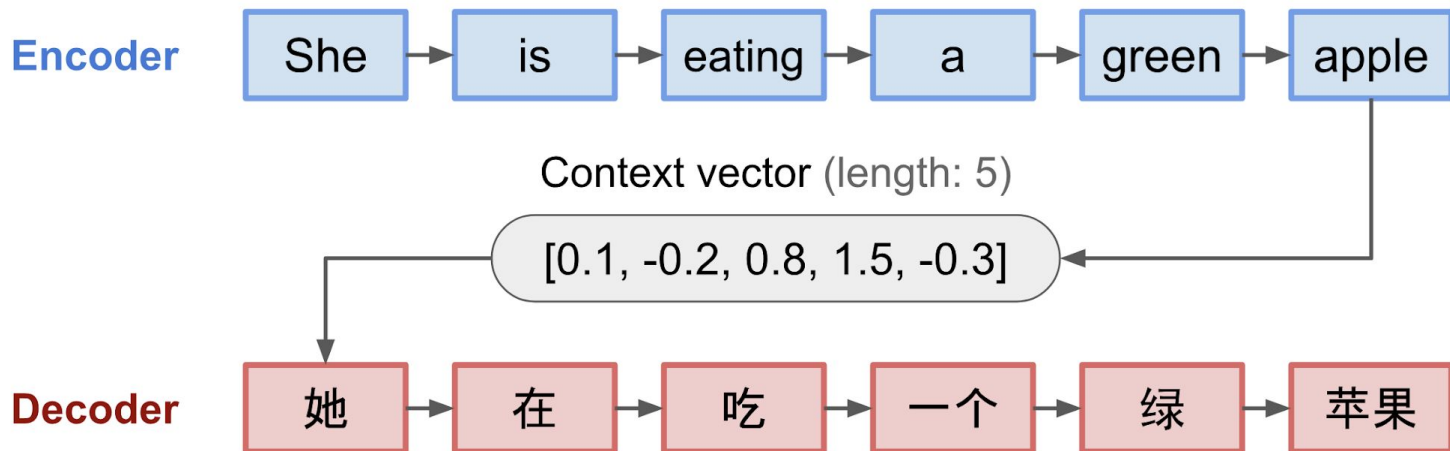 Encoder She is eating a green apple
Context vector (length: 5)
[0.1, -0.2, 0.8, 1.5, -0.3]
Decoder 她 在 吃 一个 绿 苹果